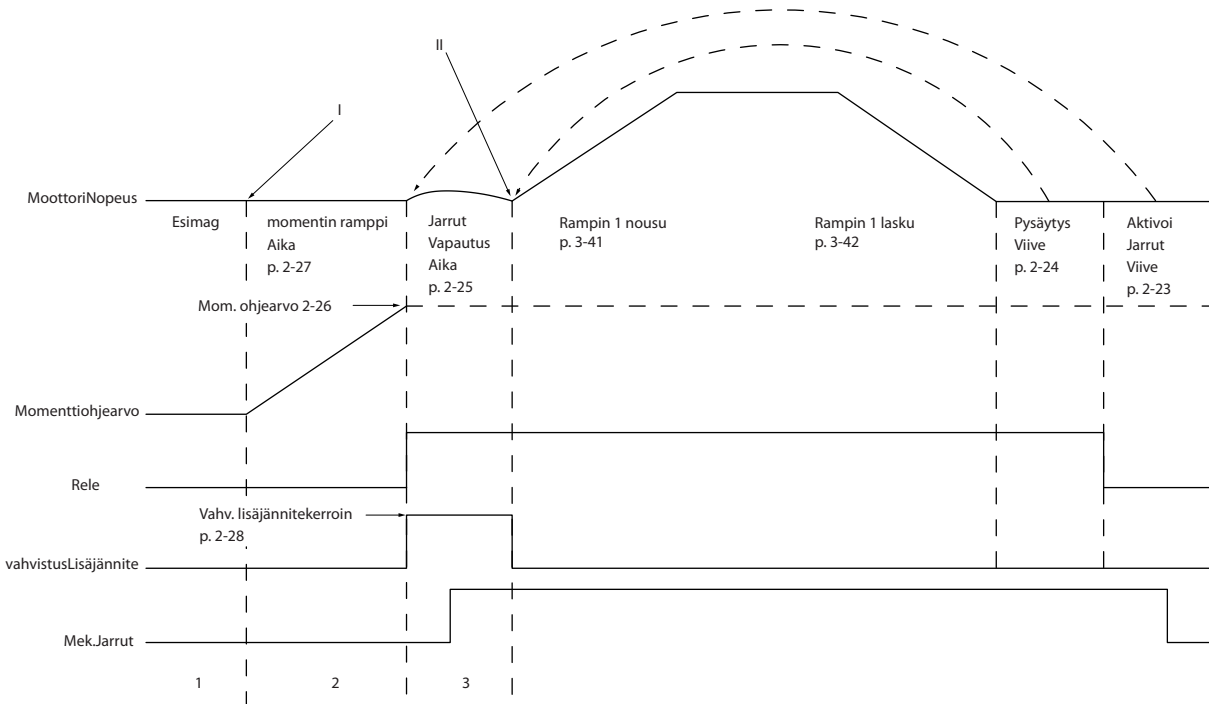 II
I
MoottoriNopeus
Esimag
momentin ramppi
Aika
p. 2-27
Jarrut
Vapautus
Aika
p. 2-25
Rampin 1 nousu
p. 3-41
Rampin 1 lasku
p. 3-42
Pysäytys
Viive
p. 2-24
Aktivoi
Jarrut
Viive
p. 2-23
Mom. ohjearvo 2-26
Momenttiohjearvo
Rele
Vahv. lisäjännitekerroin
p. 2-28
vahvistusLisäjännite
Mek.Jarrut
1
2
3